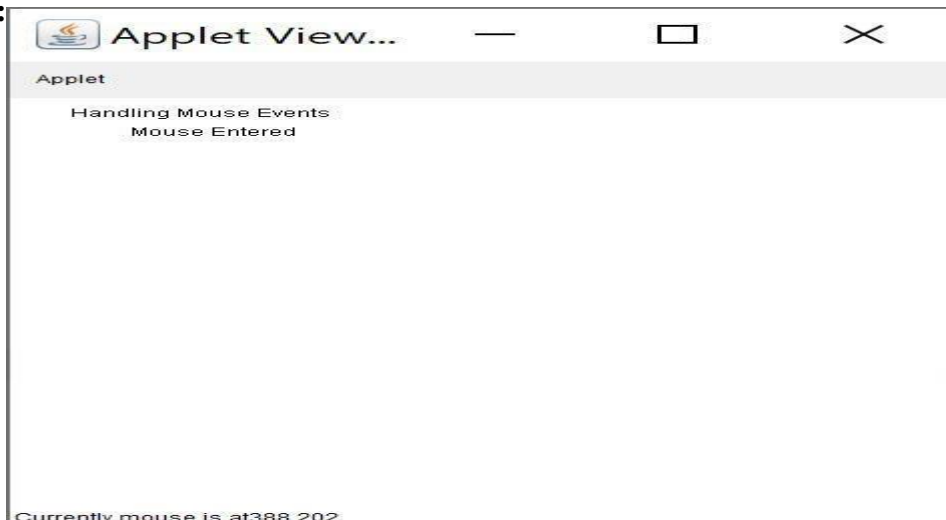 :
Applet View...
Applet
Handling Mouse Events
Mouse Entered
Currently mouse is at388 202